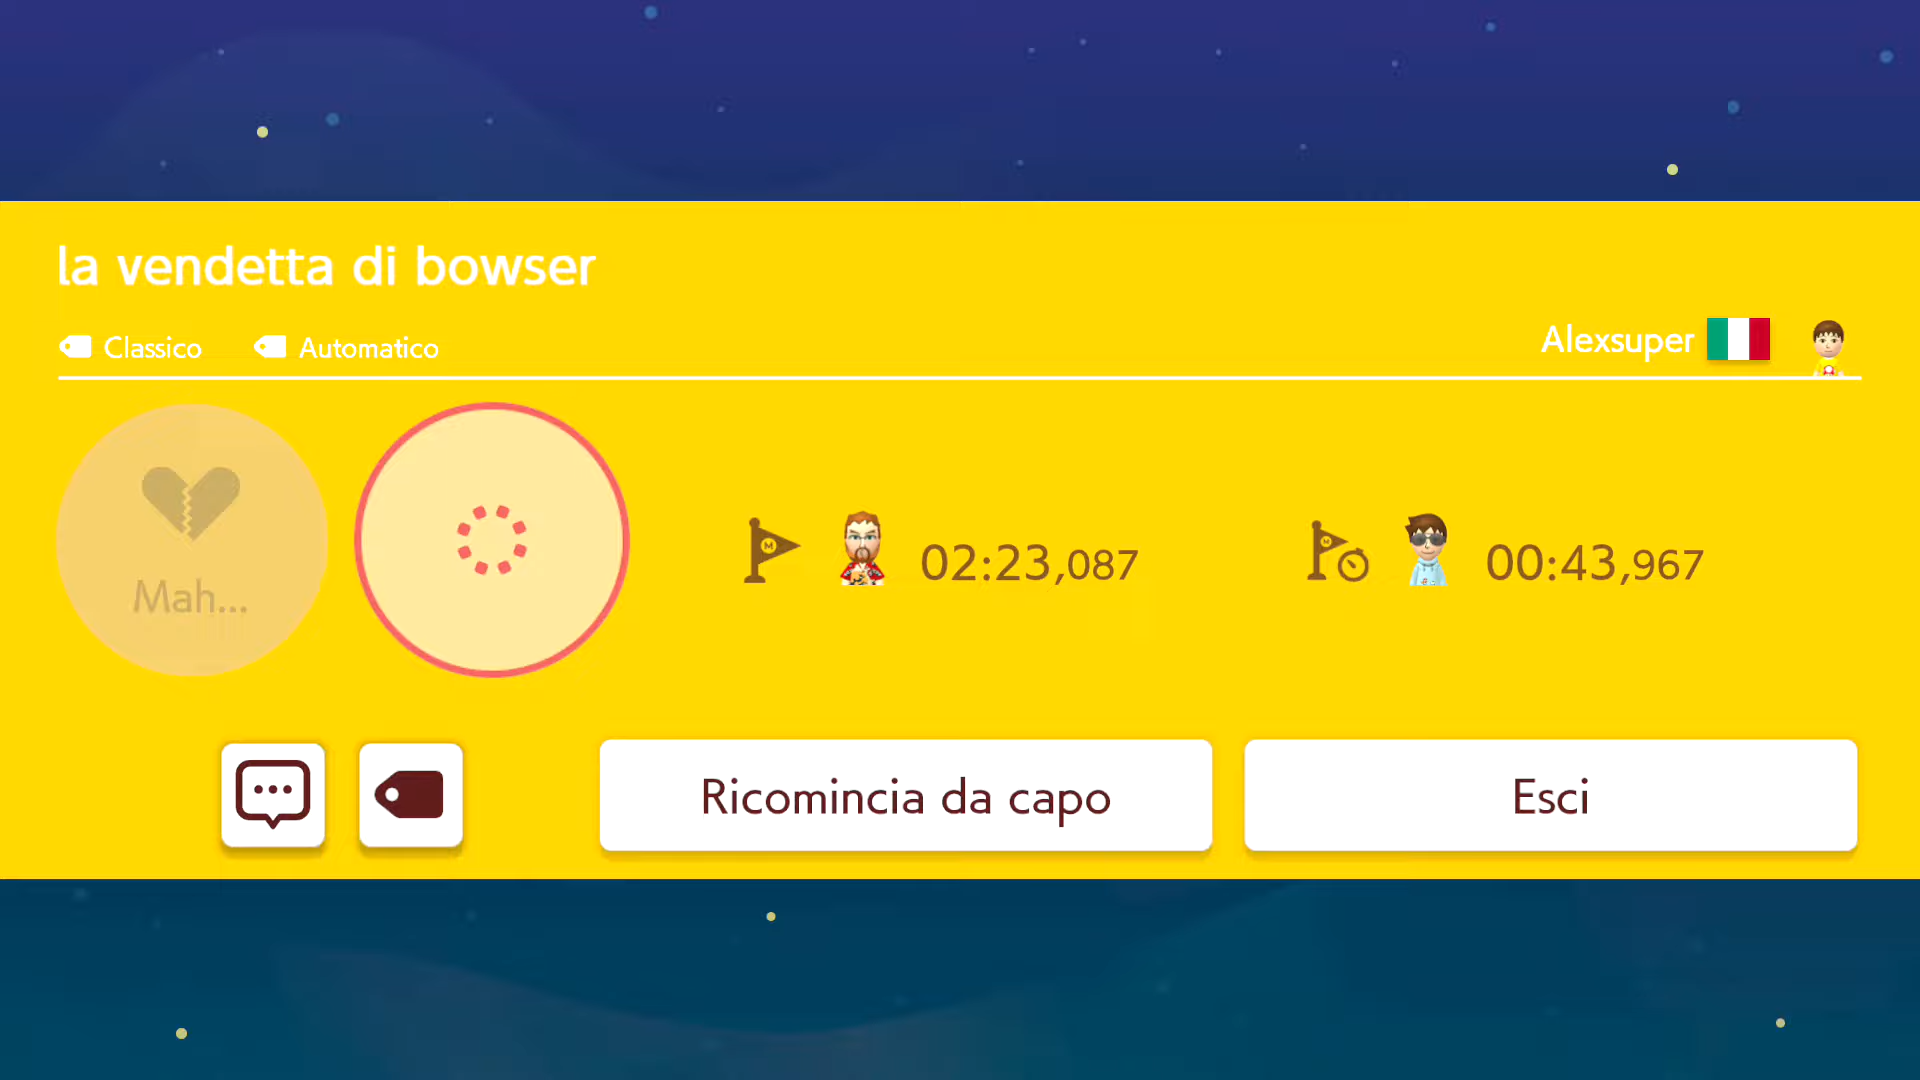 la vendetta di bowser
Classico Automatico
Alexsuper
Mah...
02:23,087
00:43,967
Ricomincia da capo
Esci